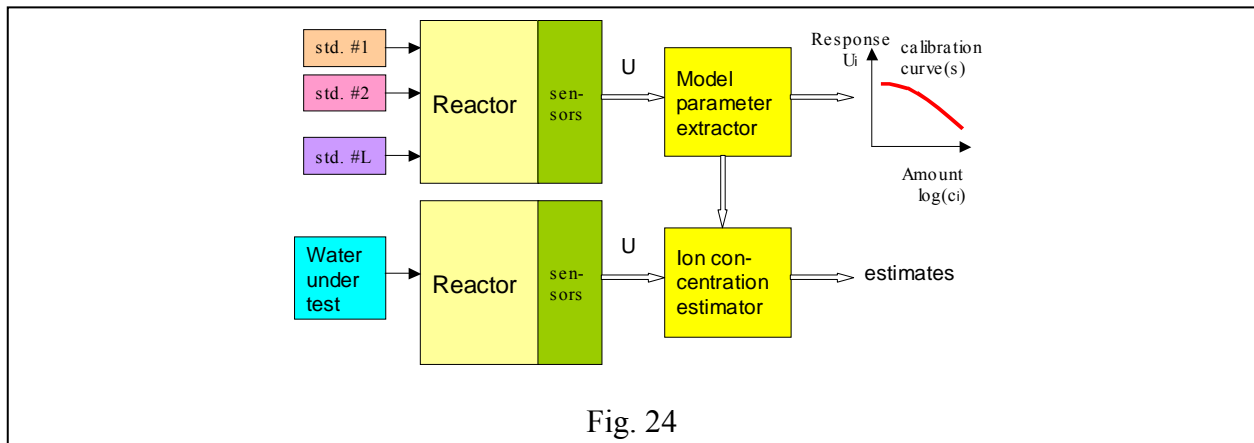 std. #1
std. #2
std. #L
Reactor
sen-
sors
U
Model
parameter
extractor
Response
Ui
calibration
curve(s)
Amount
log(ci)
Water
under
test
Reactor
sen-
sors
U
Ion con-
centration
estimator
estimates
Fig. 24